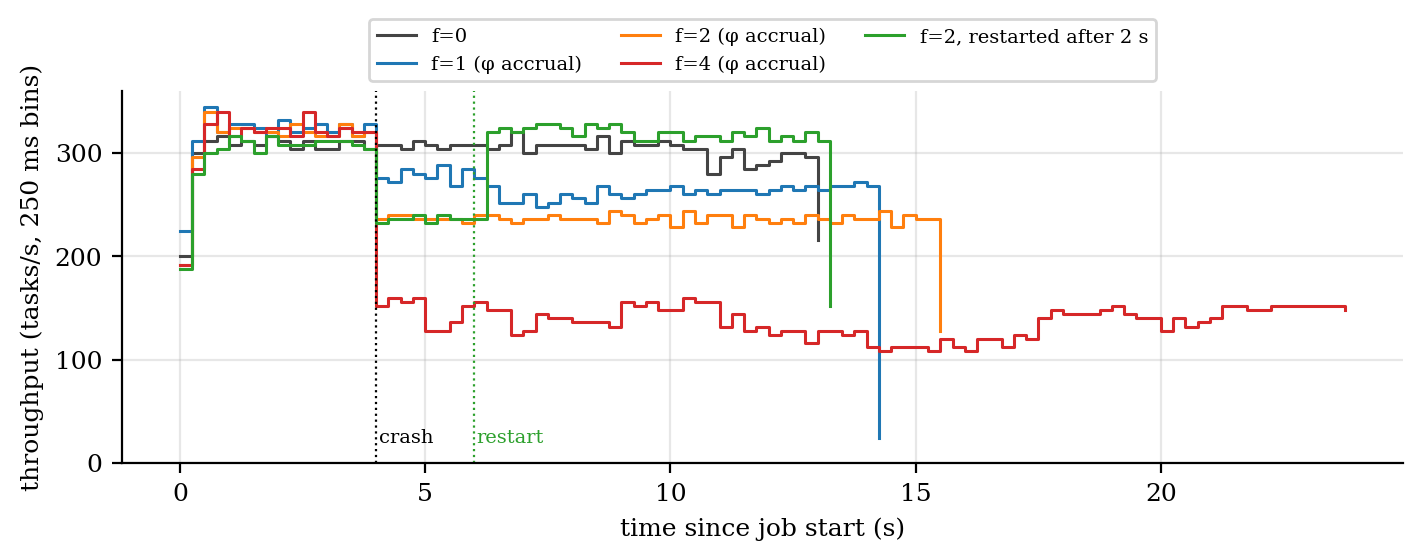 f=0
f=1 (φ accrual)
f=2 (φ accrual)
f=4 (φ accrual)
f=2, restarted after 2 s
throughput (tasks/s, 250 ms bins)
300
200
100
0
crash
restart
0
5
10
15
20
time since job start (s)